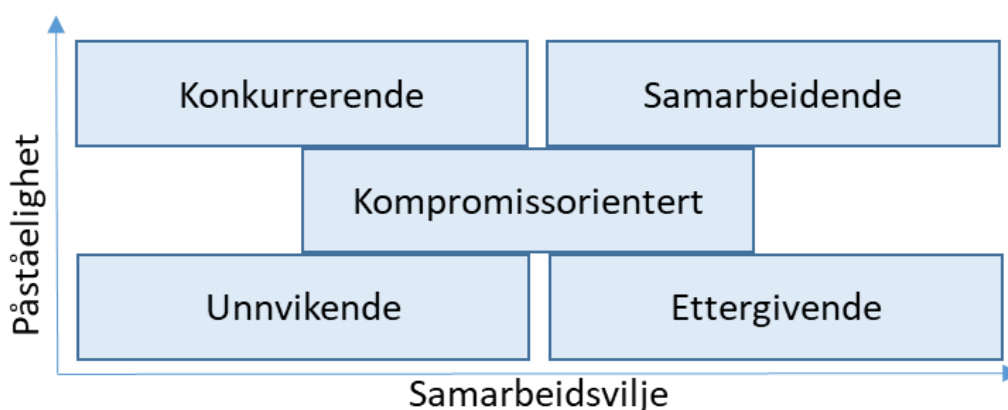 Konkurrerende
Samarbeidende
Kompromissorientert
Unnvikende
Ettergivende
Påståelighet
Samarbeidsvilje